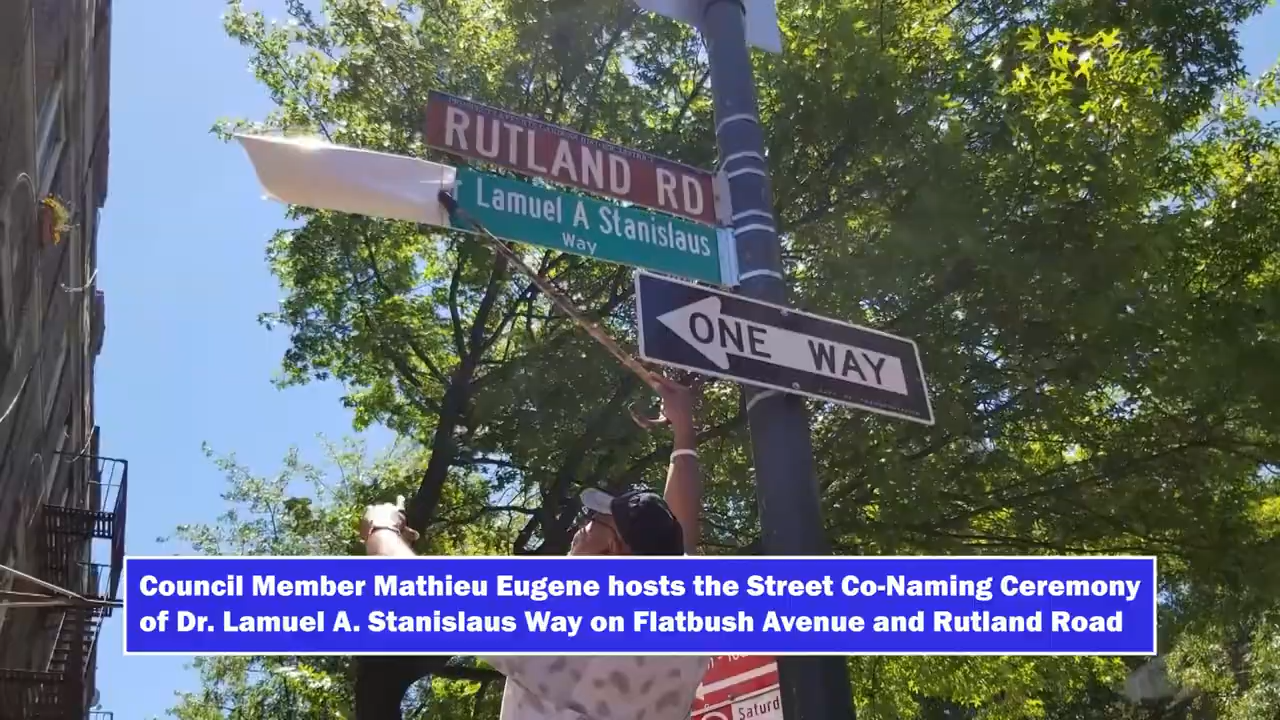 RUTLAND RD
Lamuel A Stanislaus
Way
ONE WAY
Council Member Mathieu Eugene hosts the Street Co-Naming Ceremony
of Dr. Lamuel A. Stanislaus Way on Flatbush Avenue and Rutland Road
Saturd